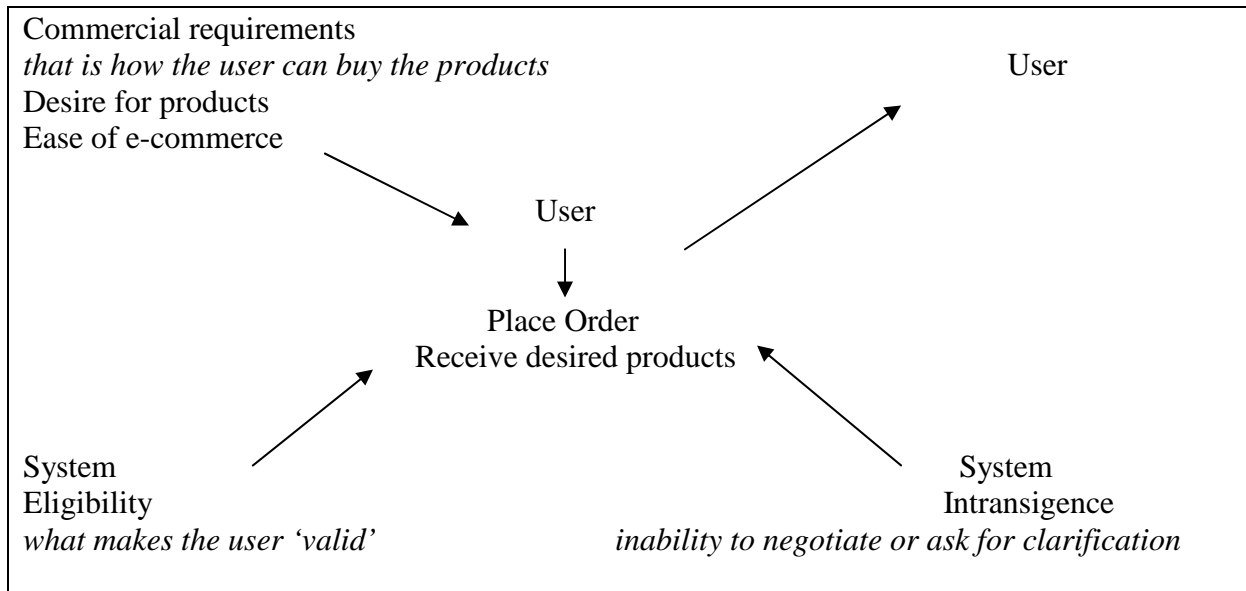 Commercial requirements
that is how the user can buy the products
User
Desire for products
Ease of e-commerce
User
Place Order
Receive desired products
System
Eligibility
what makes the user ‘valid’
System
Intransigence
inability to negotiate or ask for clarification